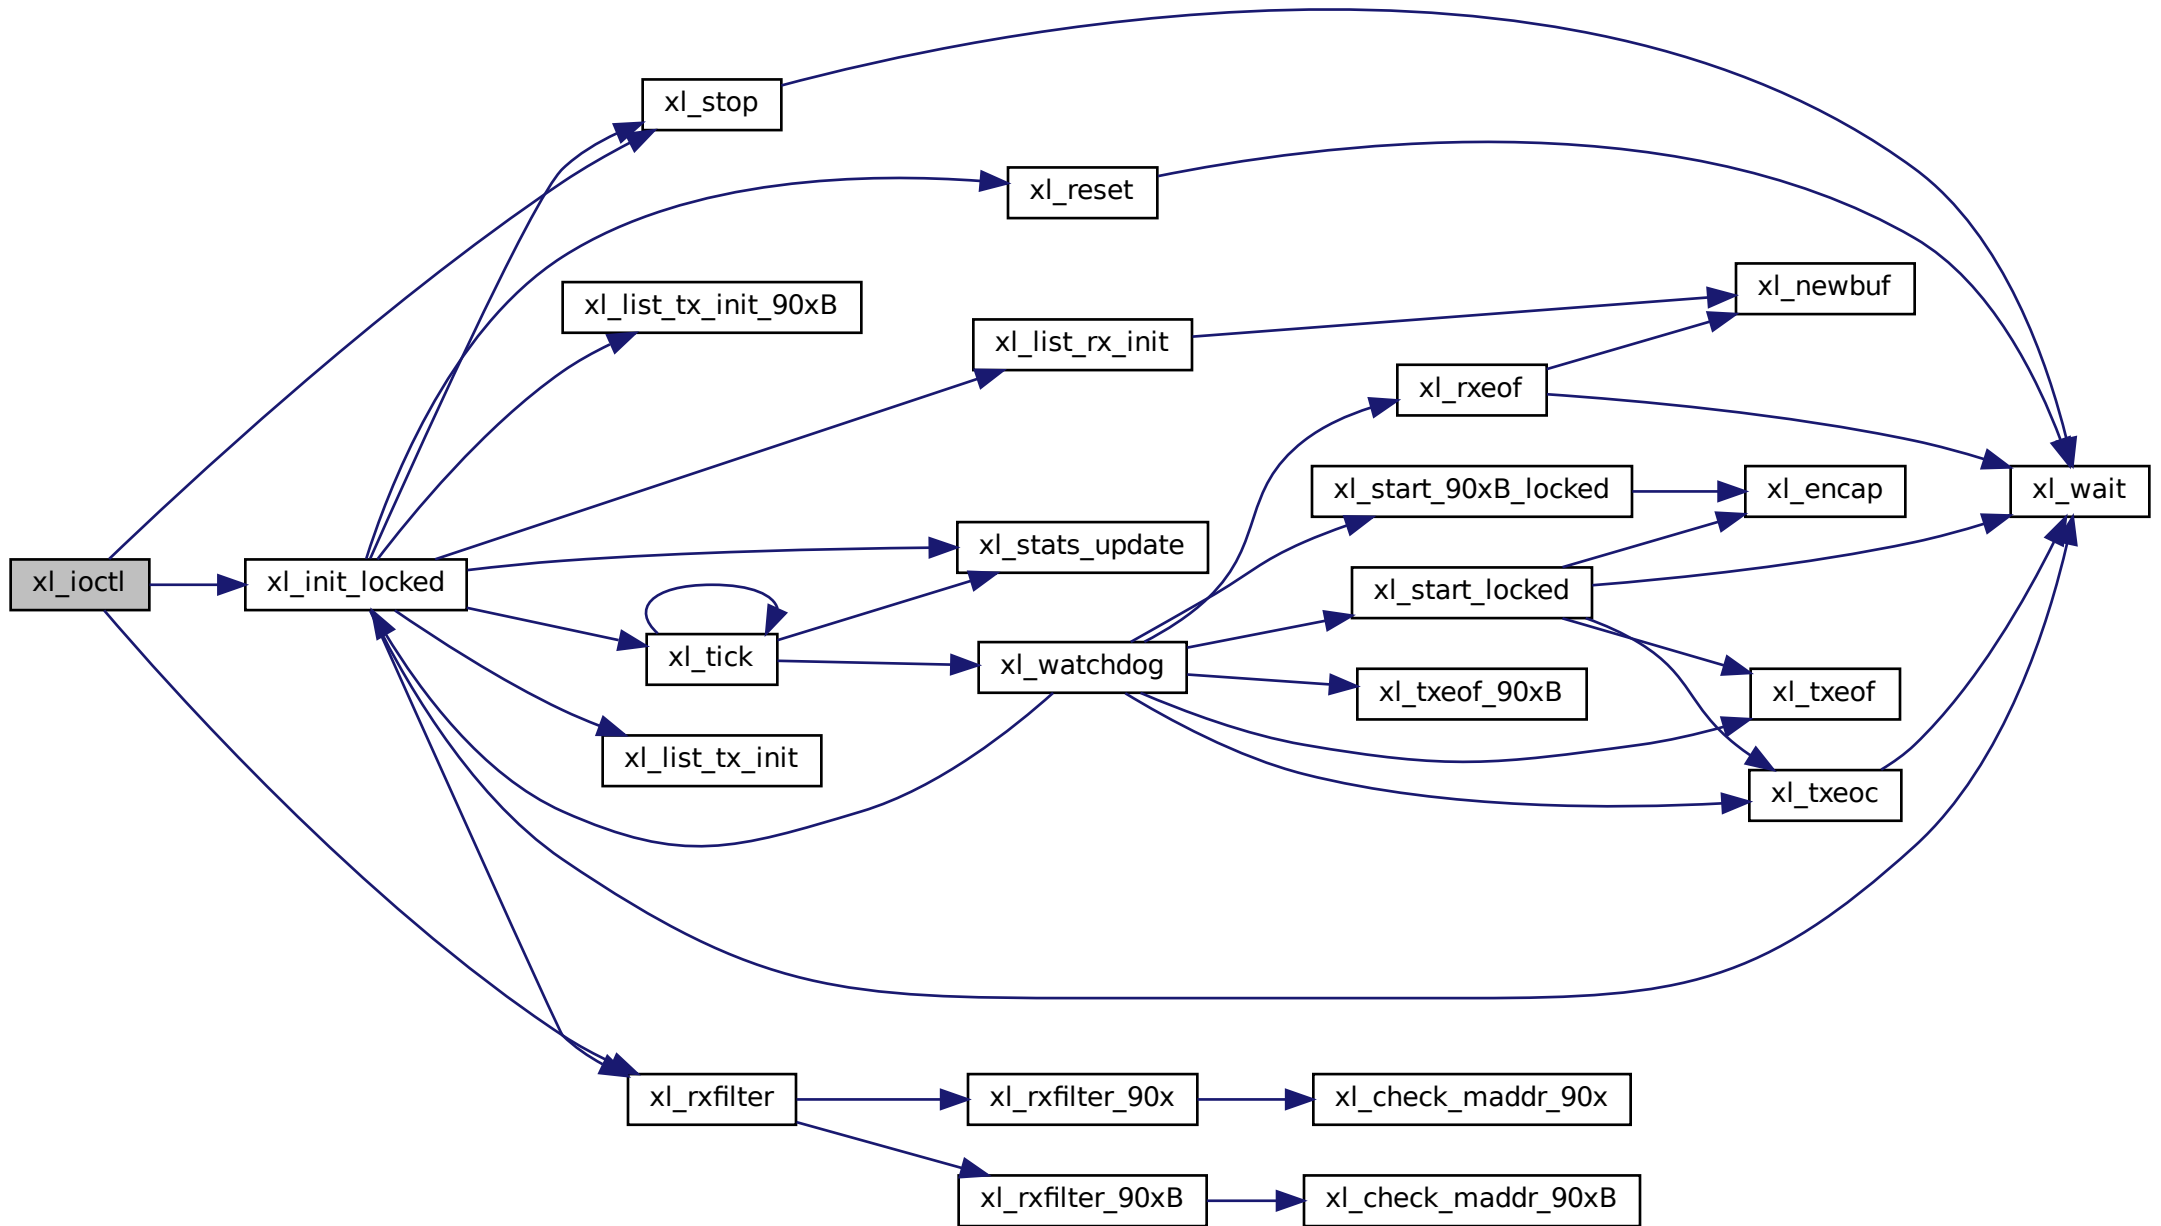 xl_stop
xl_reset
xl_newbuf
xl_list_tx_init_90xB
xl_list_rx_init
xl_rxeof
xl_start_90xB_locked
xl_encap
xl_wait
xl_stats_update
xl_ioctl
xl_init_locked
xl_start_locked
xl_tick
xl_watchdog
xl_txeof_90xB
xl_txeof
xl_list_tx_init
xl_txeoc
xl_rxfilter
xl_rxfilter_90x
xl_check_maddr_90x
xl_rxfilter_90xB
xl_check_maddr_90xB